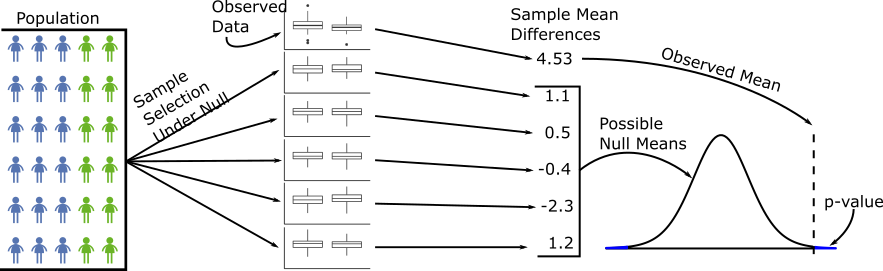 Population
Observed
Data
Sample
Selection
Under Null
Sample Mean
Differences
4.53
1.1
0.5
-0.4
-2.3
1.2
Observed Mean
Possible
Null Means
p-value